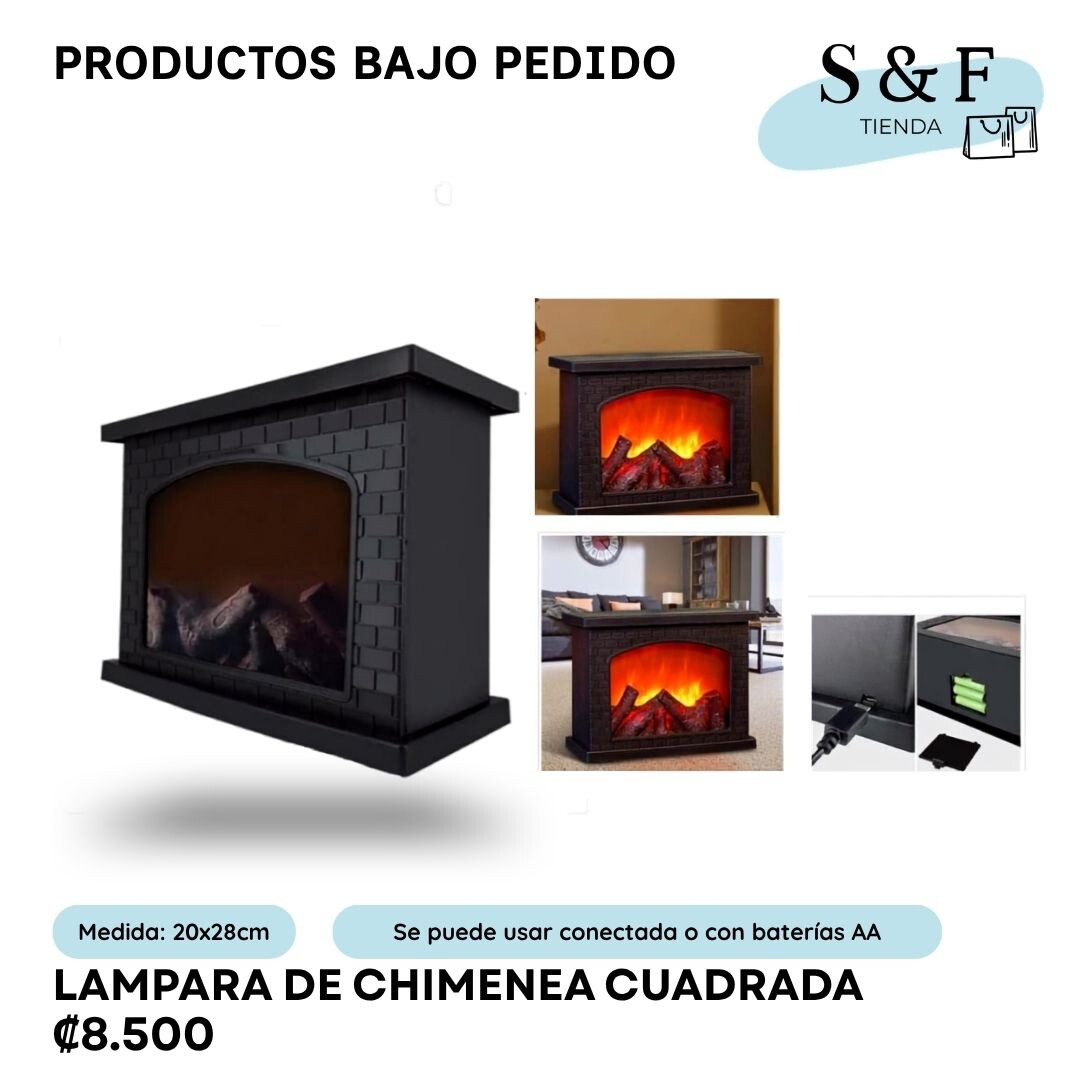 PRODUCTOS BAJO PEDIDO
S & F
TIENDA
Medida: 20x28cm
Se puede usar conectada o con baterías AA
LAMPARA DE CHIMENEA CUADRADA
₡8.500